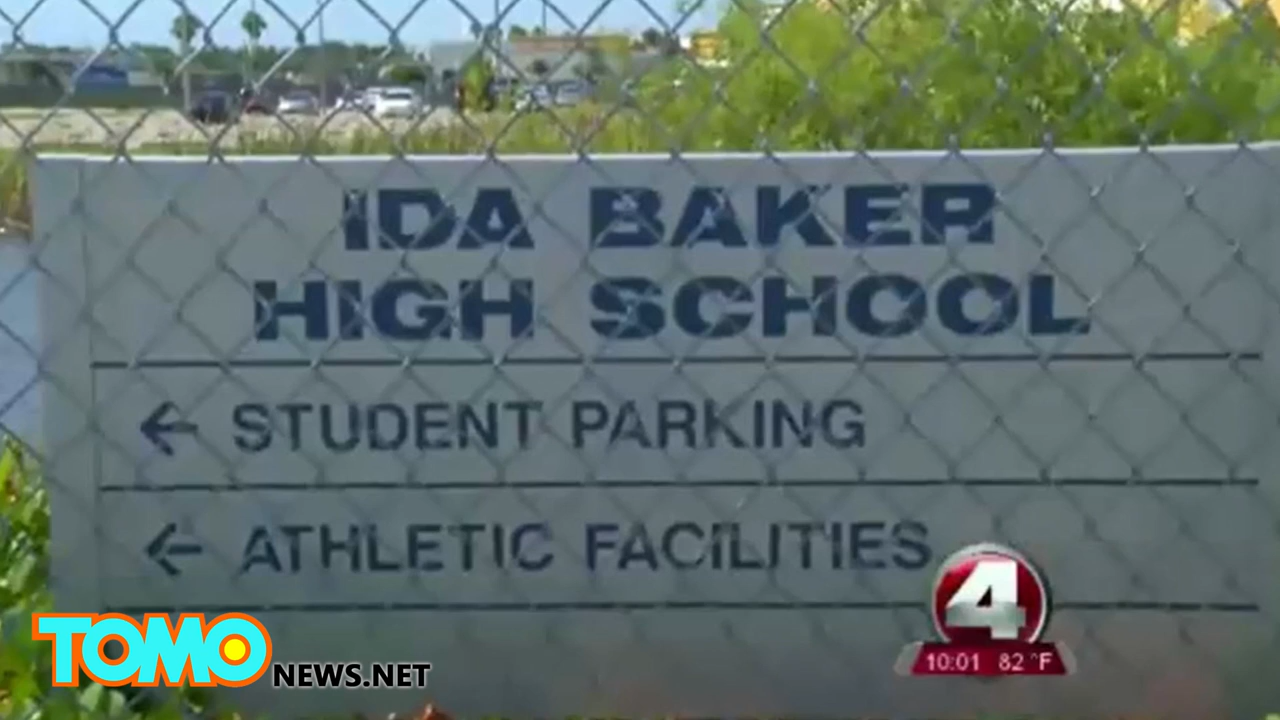 IDA BAKER
HIGH SCHOOL
← STUDENT PARKING
← ATHLETIC FACILITIES
4
10:01 82 °F
TOMO NEWS.NET